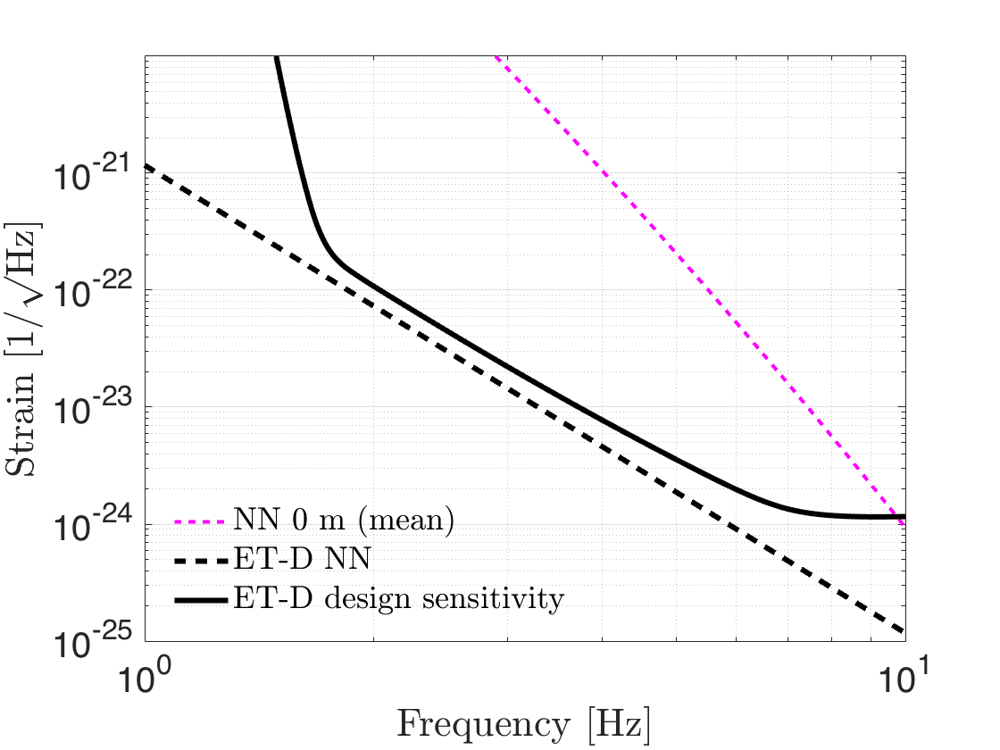 10^-21
10^-22
10^-23
10^-24
10^-25
Strain [1/√Hz]
NN 0 m (mean)
ET-D NN
ET-D design sensitivity
10^0
10^1
Frequency [Hz]